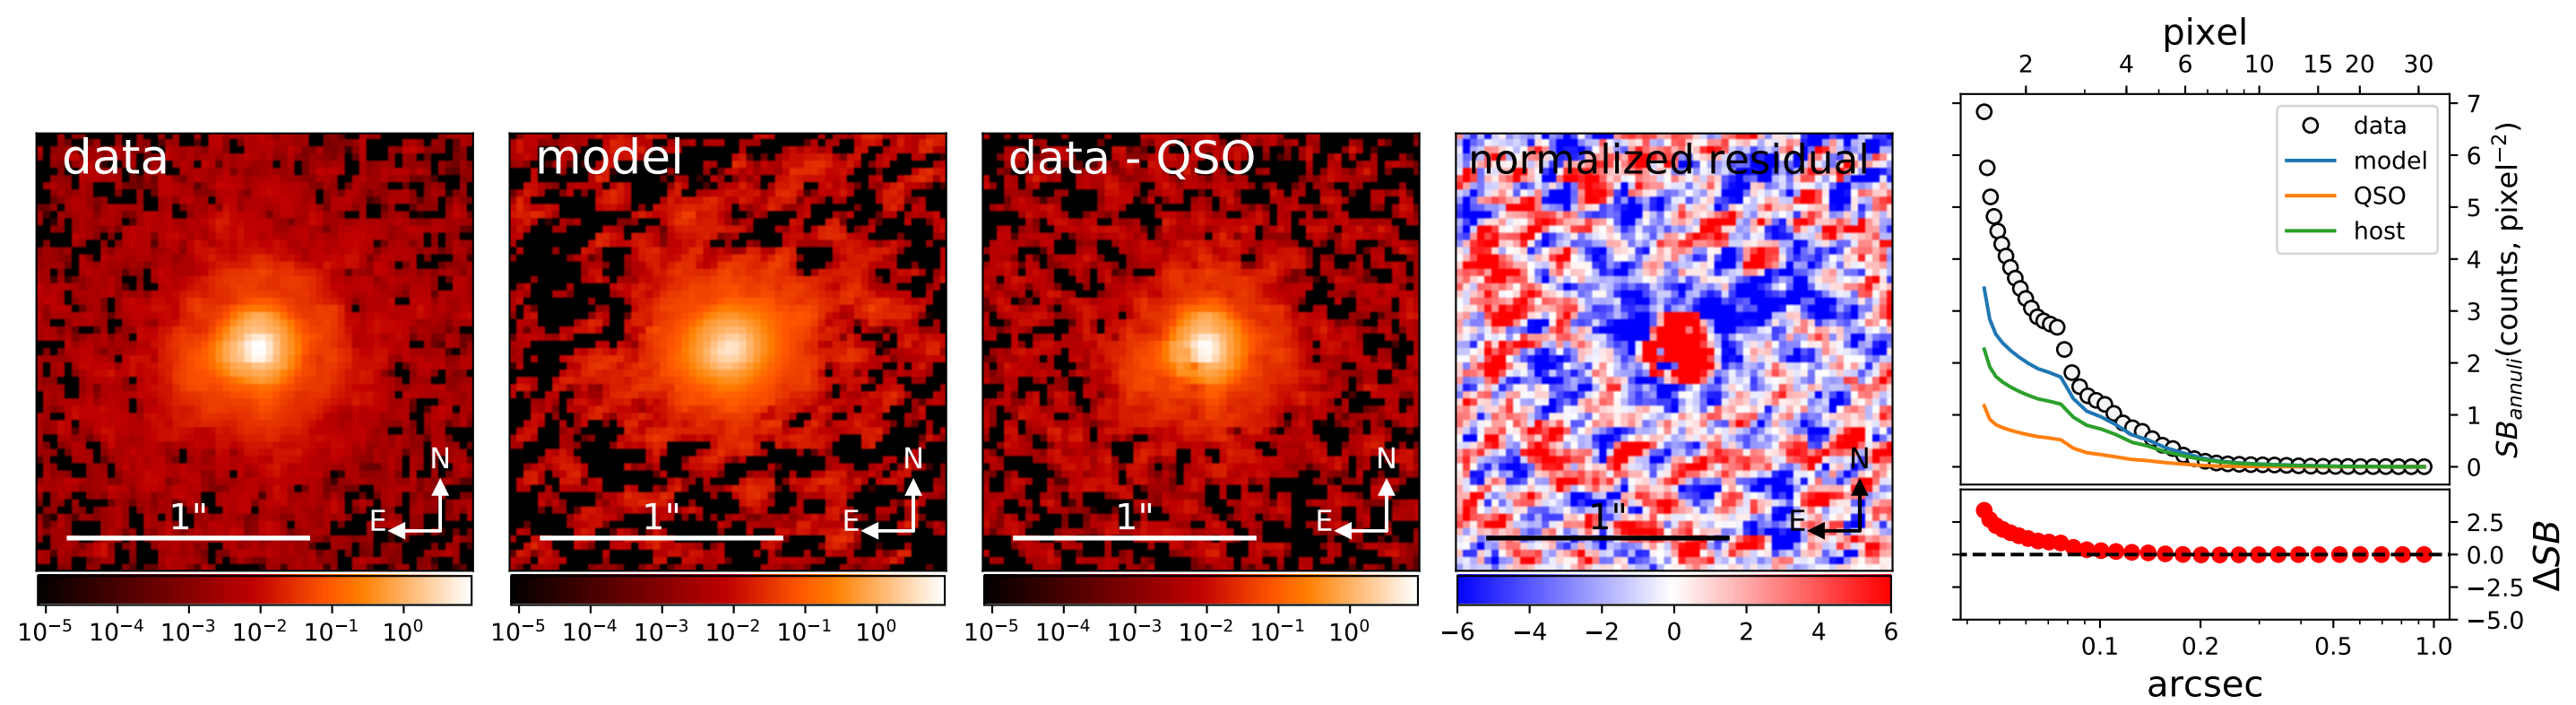 data
N
E
1"
10⁻⁵ 10⁻⁴ 10⁻³ 10⁻² 10⁻¹ 10⁰
model
N
E
1"
10⁻⁵ 10⁻⁴ 10⁻³ 10⁻² 10⁻¹ 10⁰
data - QSO
N
E
1"
10⁻⁵ 10⁻⁴ 10⁻³ 10⁻² 10⁻¹ 10⁰
normalized residual
N
E
1"
−6 −4 −2 0 2 4 6
pixel
2 4 6 10 15 20 30
data
model
QSO
host
7
6
5
4
3
2
1
0
SB_annuli(counts, pixel⁻²)
2.5
0.0
−2.5
−5.0
ΔSB
0.1 0.2 0.5 1.0
arcsec